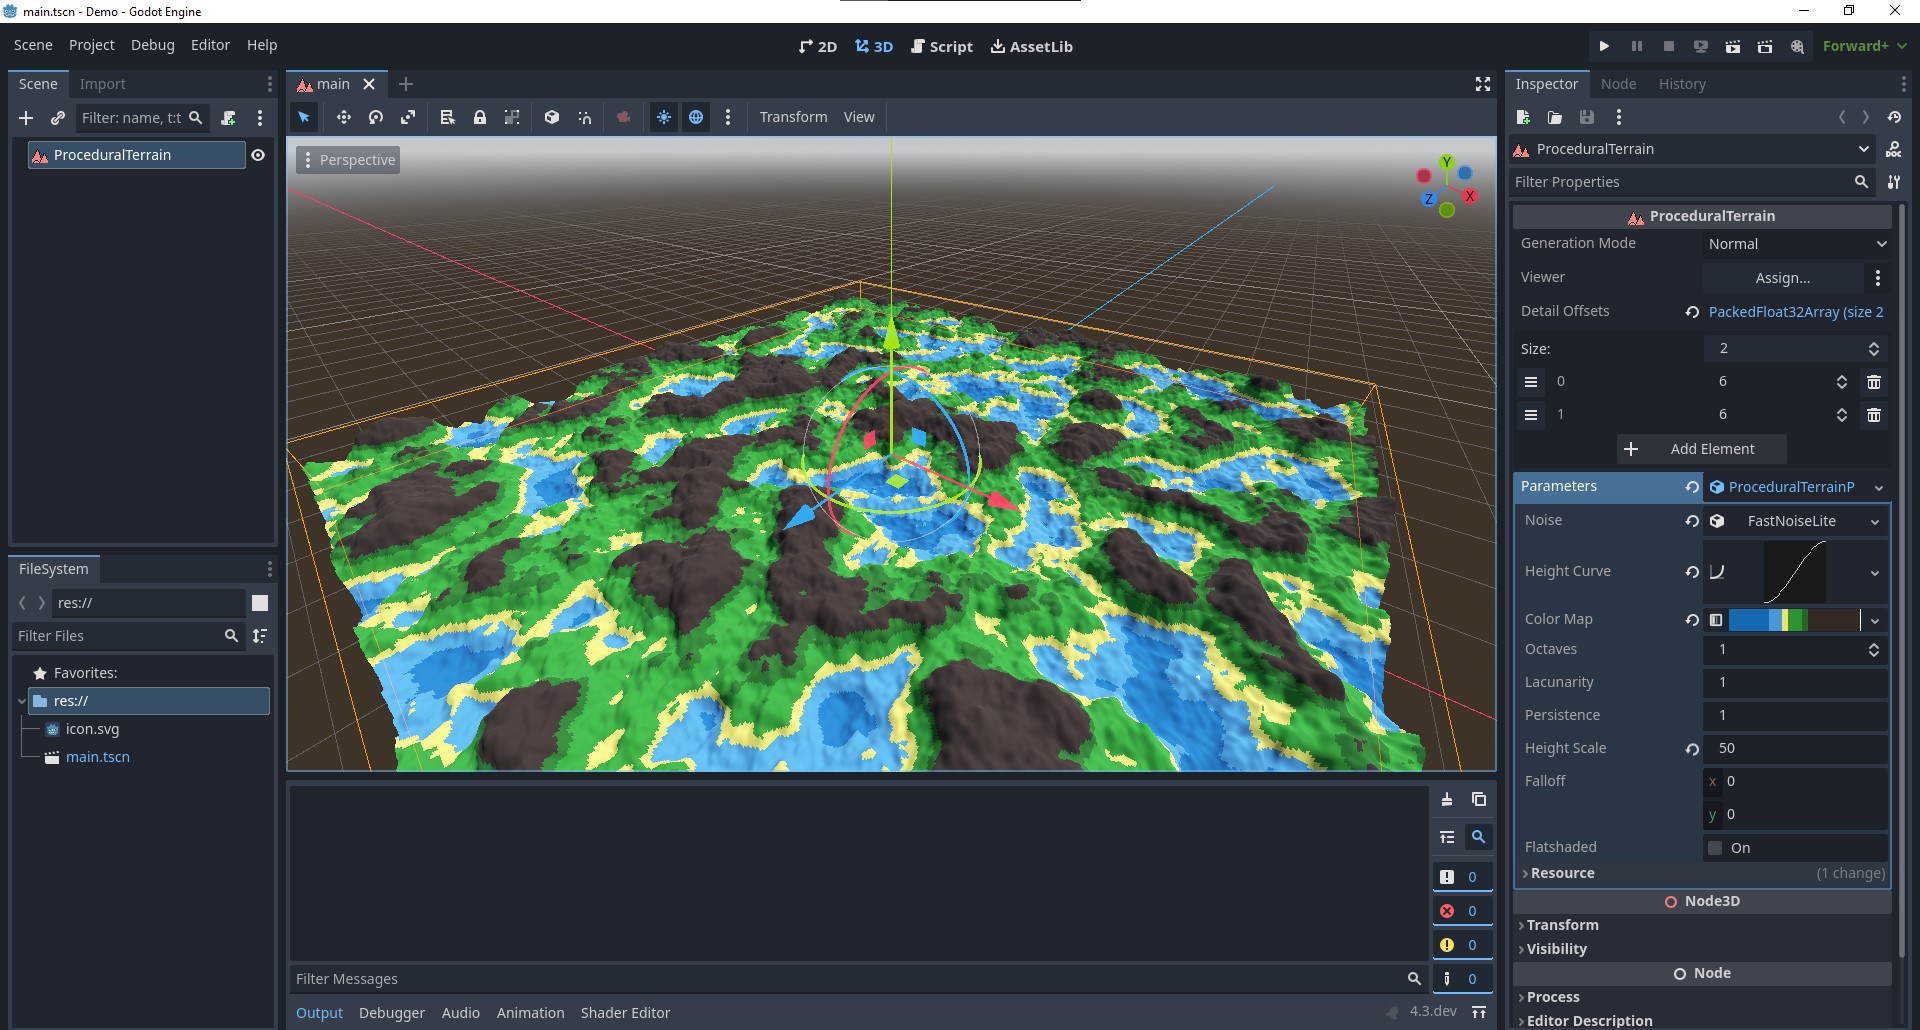 main.tscn - Demo - Godot Engine
Scene Project Debug Editor Help
2D 3D Script AssetLib
Forward+
Scene Import
Filter: name, t:t
ProceduralTerrain
FileSystem
res://
Filter Files
Favorites:
res://
icon.svg
main.tscn
main
Transform View
Perspective
Y
Z X
Filter Messages
0
0
0
0
Output Debugger Audio Animation Shader Editor
4.3.dev
Inspector Node History
ProceduralTerrain
DOC
Filter Properties
ProceduralTerrain
Generation Mode Normal
Viewer Assign...
Detail Offsets PackedFloat32Array (size 2
Size: 2
0 6
1 6
Add Element
Parameters ProceduralTerrainP
Noise FastNoiseLite
Height Curve
Color Map
Octaves 1
Lacunarity 1
Persistence 1
Height Scale 50
Falloff x 0
y 0
Flatshaded On
Resource (1 change)
Node3D
Transform
Visibility
Node
Process
Editor Description